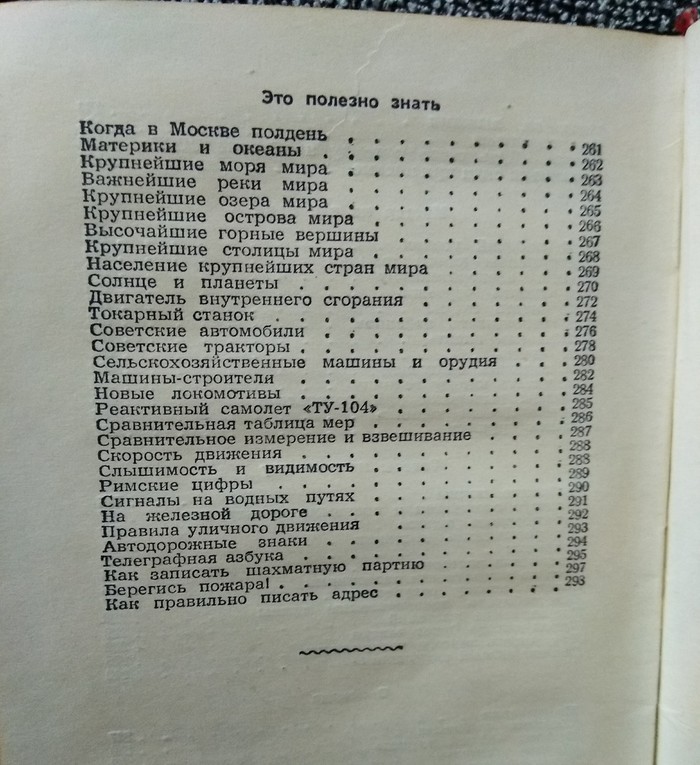 Это полезно знать
Когда в Москве полдень . . . . . . . . . . 261
Материки и океаны . . . . . . . . . . 262
Крупнейшие моря мира . . . . . . . . . . 263
Важнейшие реки мира . . . . . . . . . . 264
Крупнейшие озера мира . . . . . . . . . . 265
Крупнейшие острова мира . . . . . . . . . 266
Высочайшие горные вершины . . . . . . . . 267
Крупнейшие столицы мира . . . . . . . . . 268
Население крупнейших стран мира . . . . . . 269
Солнце и планеты . . . . . . . . . . . 270
Двигатель внутреннего сгорания . . . . . . . 272
Токарный станок . . . . . . . . . . . . 274
Советские автомобили . . . . . . . . . . 276
Советские тракторы . . . . . . . . . . . 278
Сельскохозяйственные машины и орудия . . . . 280
Машины-строители . . . . . . . . . . . 282
Новые локомотивы . . . . . . . . . . . 284
Реактивный самолет «ТУ-104» . . . . . . . . 285
Сравнительная таблица мер . . . . . . . . 286
Сравнительное измерение и взвешивание . . . . 287
Скорость движения . . . . . . . . . . . 288
Слышимость и видимость . . . . . . . . . 288
Римские цифры . . . . . . . . . . . . 289
Сигналы на водных путях . . . . . . . . . 290
На железной дороге . . . . . . . . . . . 291
Правила уличного движения . . . . . . . . 292
Автодорожные знаки . . . . . . . . . . . 293
Телеграфная азбука . . . . . . . . . . . 294
Как записать шахматную партию . . . . . . 295
Берегись пожара! . . . . . . . . . . . 297
Как правильно писать адрес . . . . . . . . 298